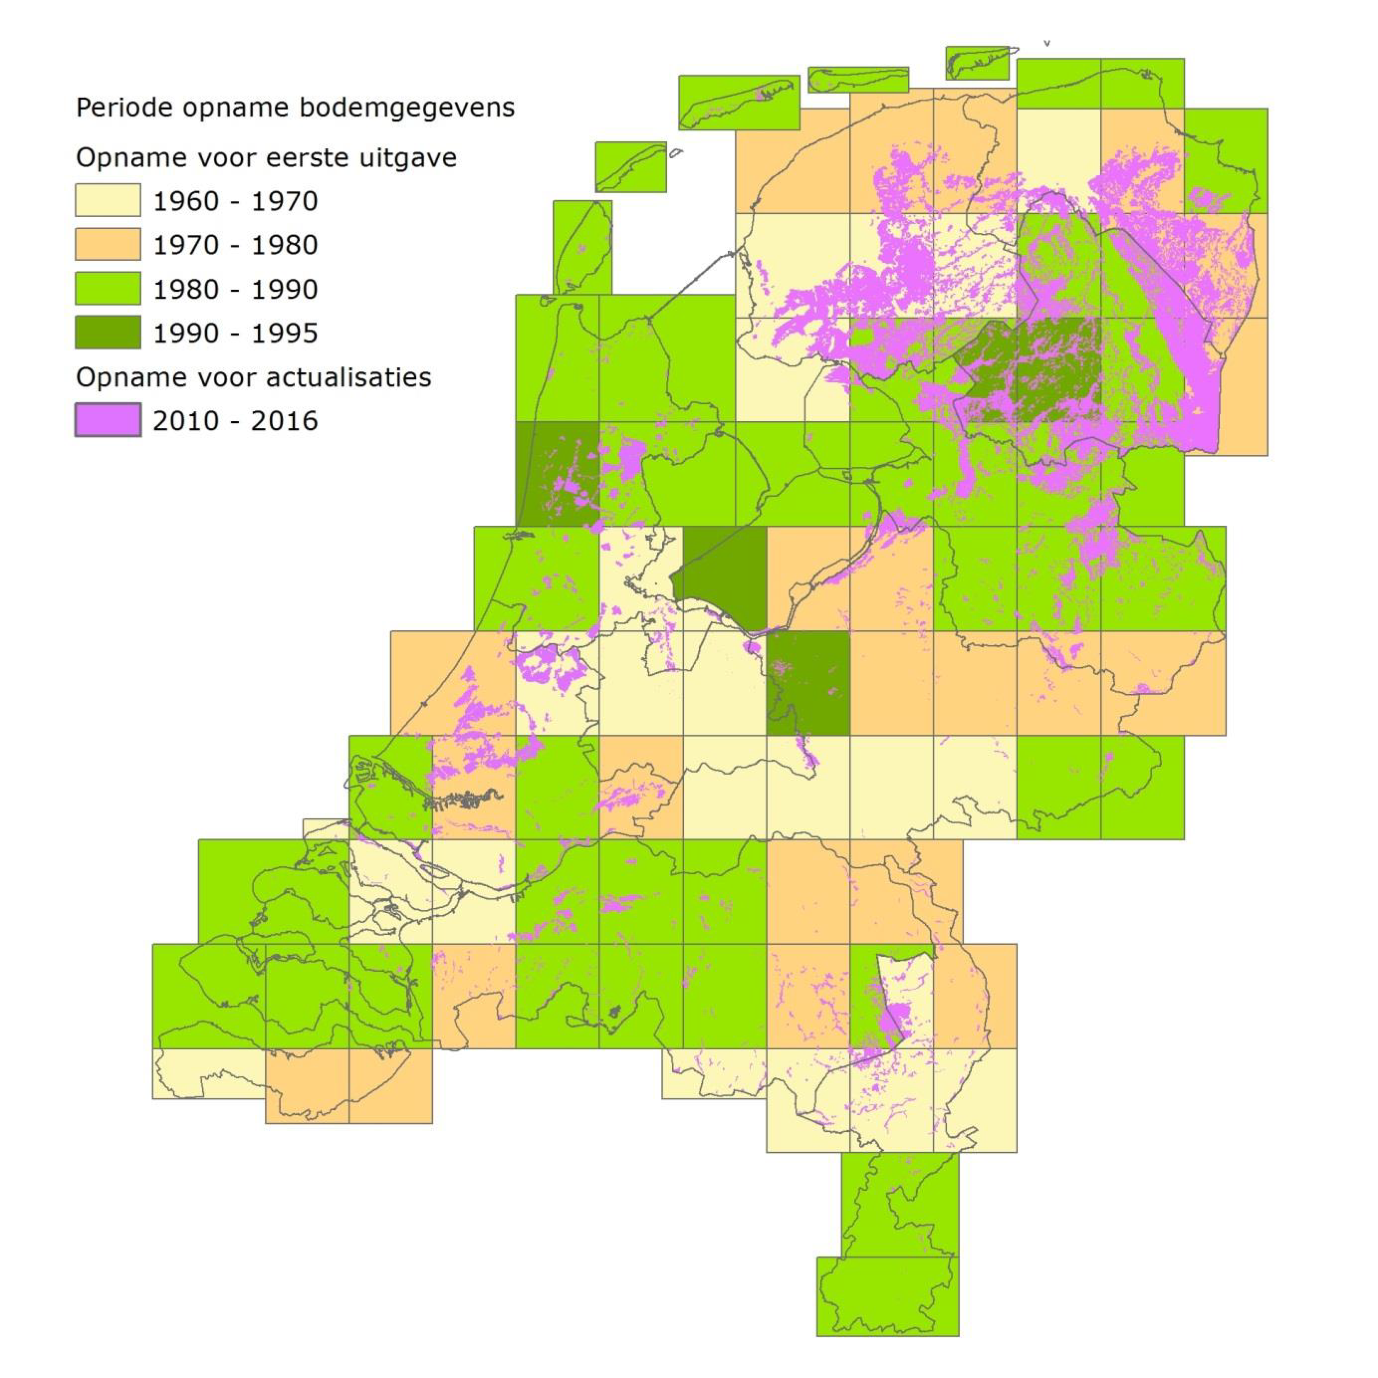 Periode opname bodemgegevens
Opname voor eerste uitgave
1960 - 1970
1970 - 1980
1980 - 1990
1990 - 1995
Opname voor actualisaties
2010 - 2016